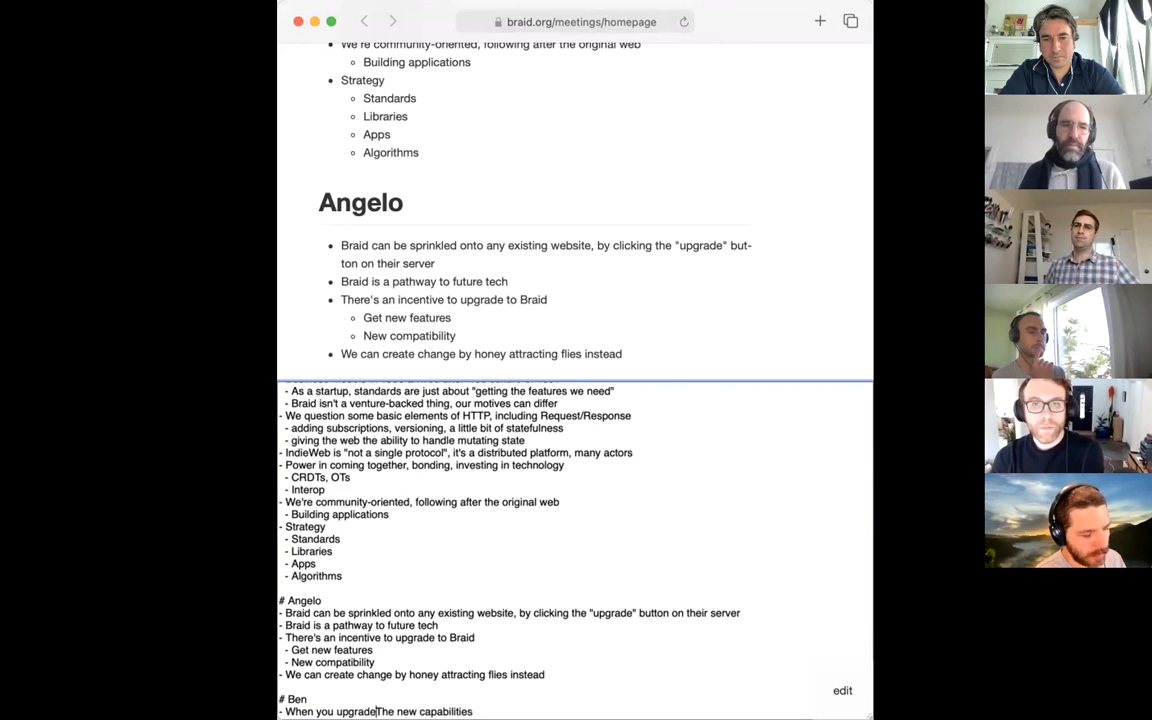 braid.org/meetings/homepage
We're community-oriented, following after the original web
Building applications
Strategy
Standards
Libraries
Apps
Algorithms
Angelo
Braid can be sprinkled onto any existing website, by clicking the "upgrade" but-
ton on their server
Braid is a pathway to future tech
There's an incentive to upgrade to Braid
Get new features
New compatibility
We can create change by honey attracting flies instead
- As a startup, standards are just about "getting the features we need"
- Braid isn't a venture-backed thing, our motives can differ
- We question some basic elements of HTTP, including Request/Response
- adding subscriptions, versioning, a little bit of statefulness
- giving the web the ability to handle mutating state
- IndieWeb is "not a single protocol", it's a distributed platform, many actors
- Power in coming together, bonding, investing in technology
- CRDTs, OTs
- Interop
- We're community-oriented, following after the original web
- Building applications
- Strategy
- Standards
- Libraries
- Apps
- Algorithms
# Angelo
- Braid can be sprinkled onto any existing website, by clicking the "upgrade" button on their server
- Braid is a pathway to future tech
- There's an incentive to upgrade to Braid
- Get new features
- New compatibility
- We can create change by honey attracting flies instead
# Ben
- When you upgradeThe new capabilities
edit